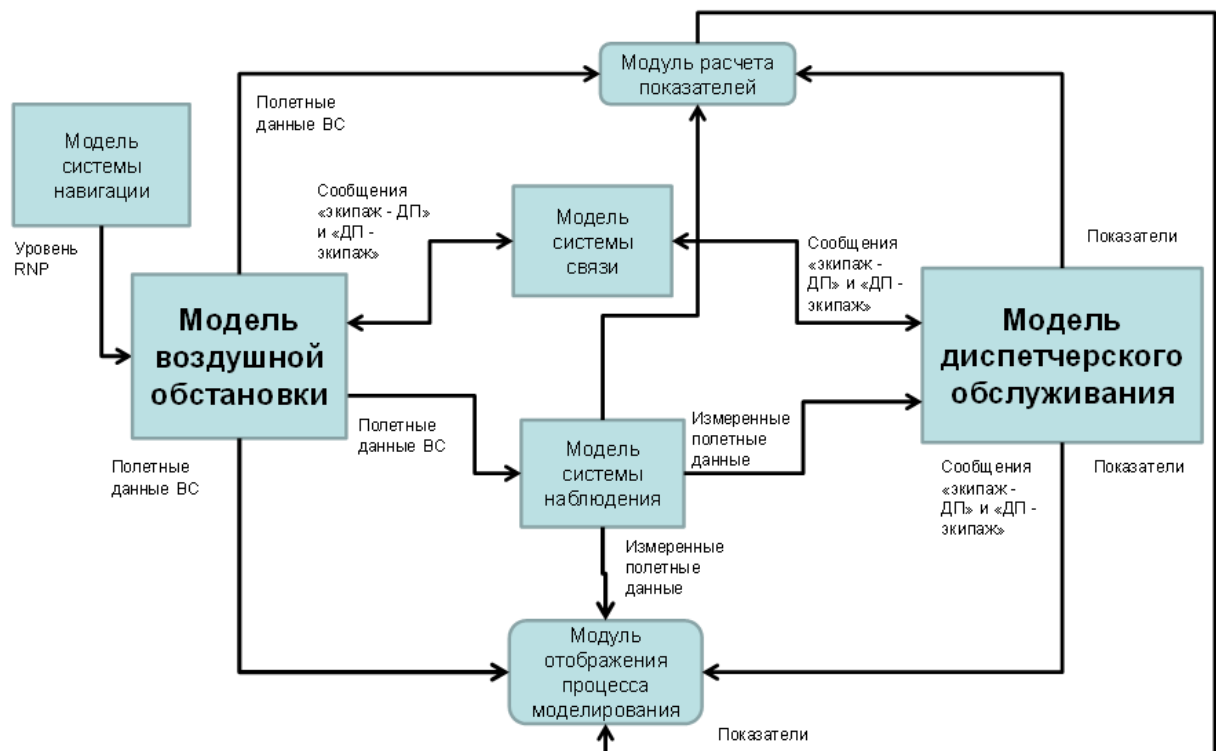 Модуль расчета
показателей
Полетные
данные ВС
Модель
системы
навигации
Сообщения
«экипаж - ДП»
и «ДП -
экипаж»
Модель
системы
связи
Сообщения
«экипаж -
ДП» и «ДП -
экипаж»
Показатели
Уровень
RNP
Модель
воздушной
обстановки
Модель
диспетчерского
обслуживания
Полетные
данные ВС
Измеренные
полетные
данные
Модель
системы
наблюдения
Полетные
данные ВС
Сообщения
«экипаж -
ДП» и «ДП -
экипаж»
Показатели
Измеренные
полетные
данные
Модуль
отображения
процесса
моделирования
Показатели